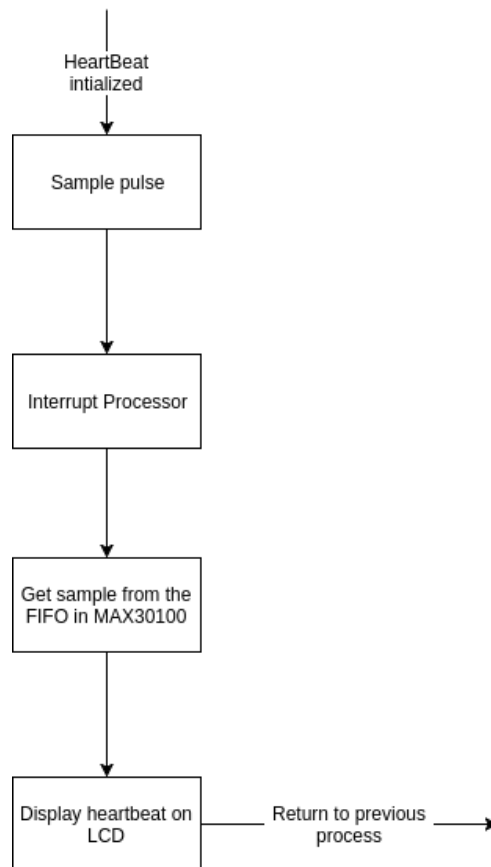 HeartBeat
intialized
Sample pulse
Interrupt Processor
Get sample from the
FIFO in MAX30100
Display heartbeat on
LCD
Return to previous
process